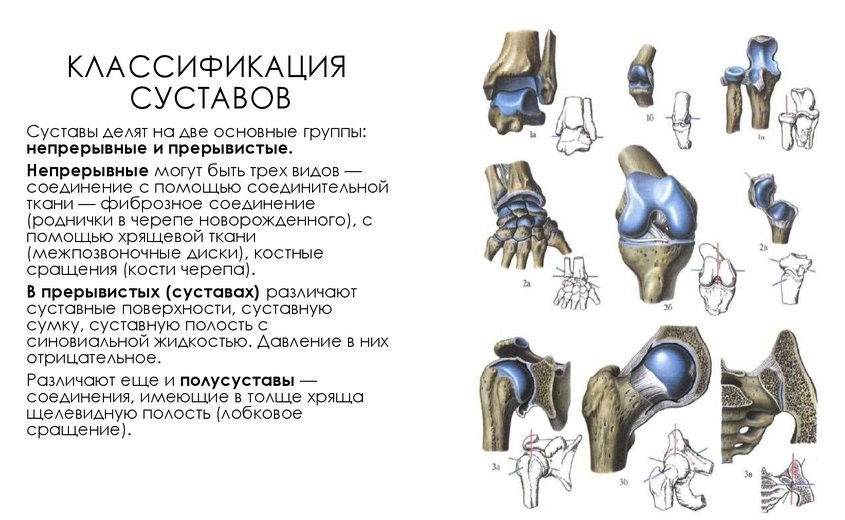 КЛАССИФИКАЦИЯ
СУСТАВОВ
Суставы делят на две основные группы:
непрерывные и прерывистые.
Непрерывные могут быть трех видов —
соединение с помощью соединительной
ткани — фиброзное соединение
(роднички в черепе новорожденного), с
помощью хрящевой ткани
(межпозвоночные диски), костные
сращения (кости черепа).
В прерывистых (суставах) различают
суставные поверхности, суставную
сумку, суставную полость с
синовиальной жидкостью. Давление в них
отрицательное.
Различают еще и полусуставы —
соединения, имеющие в толще хряща
щелевидную полость (лобковое
сращение).
1а
1б
1в
2а
2б
2в
3а
3б
3в